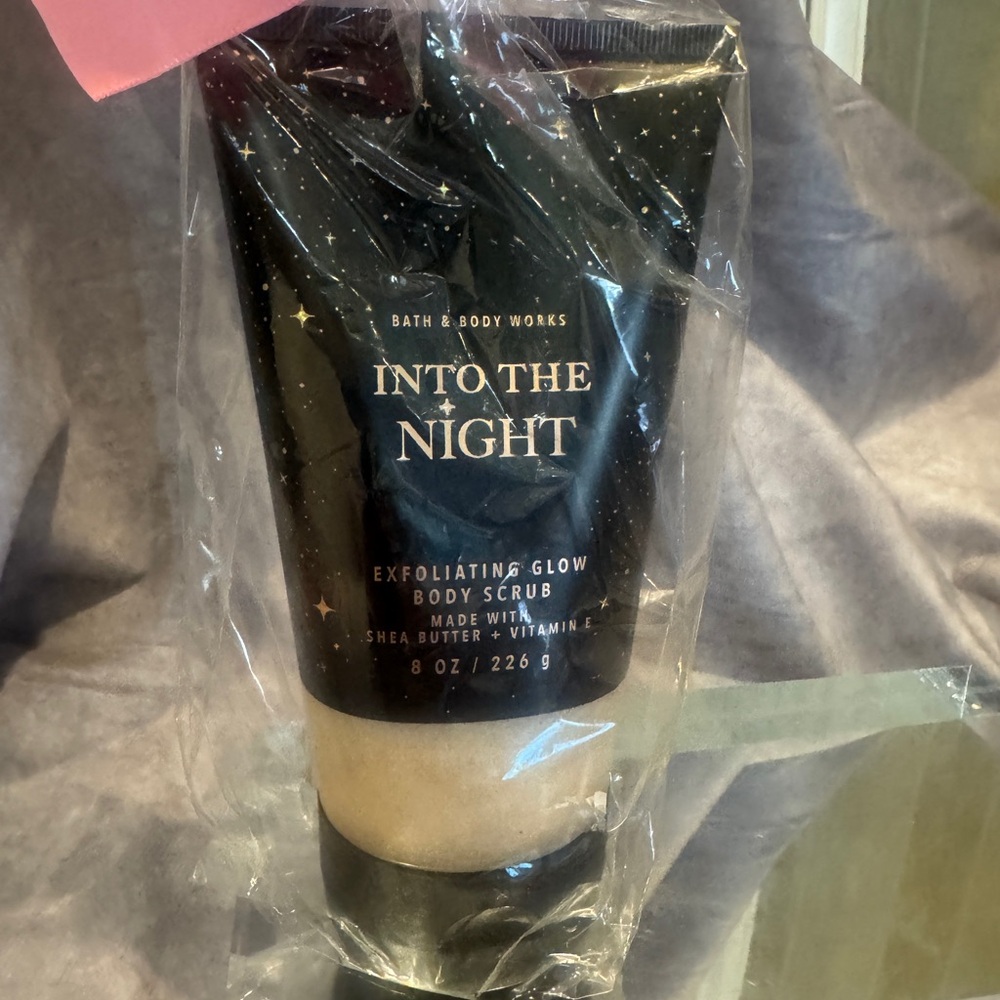 BATH & BODY WORKS
INTO THE
NIGHT
EXFOLIATING GLOW
BODY SCRUB
MADE WITH
SHEA BUTTER + VITAMIN E
8 OZ / 226 g